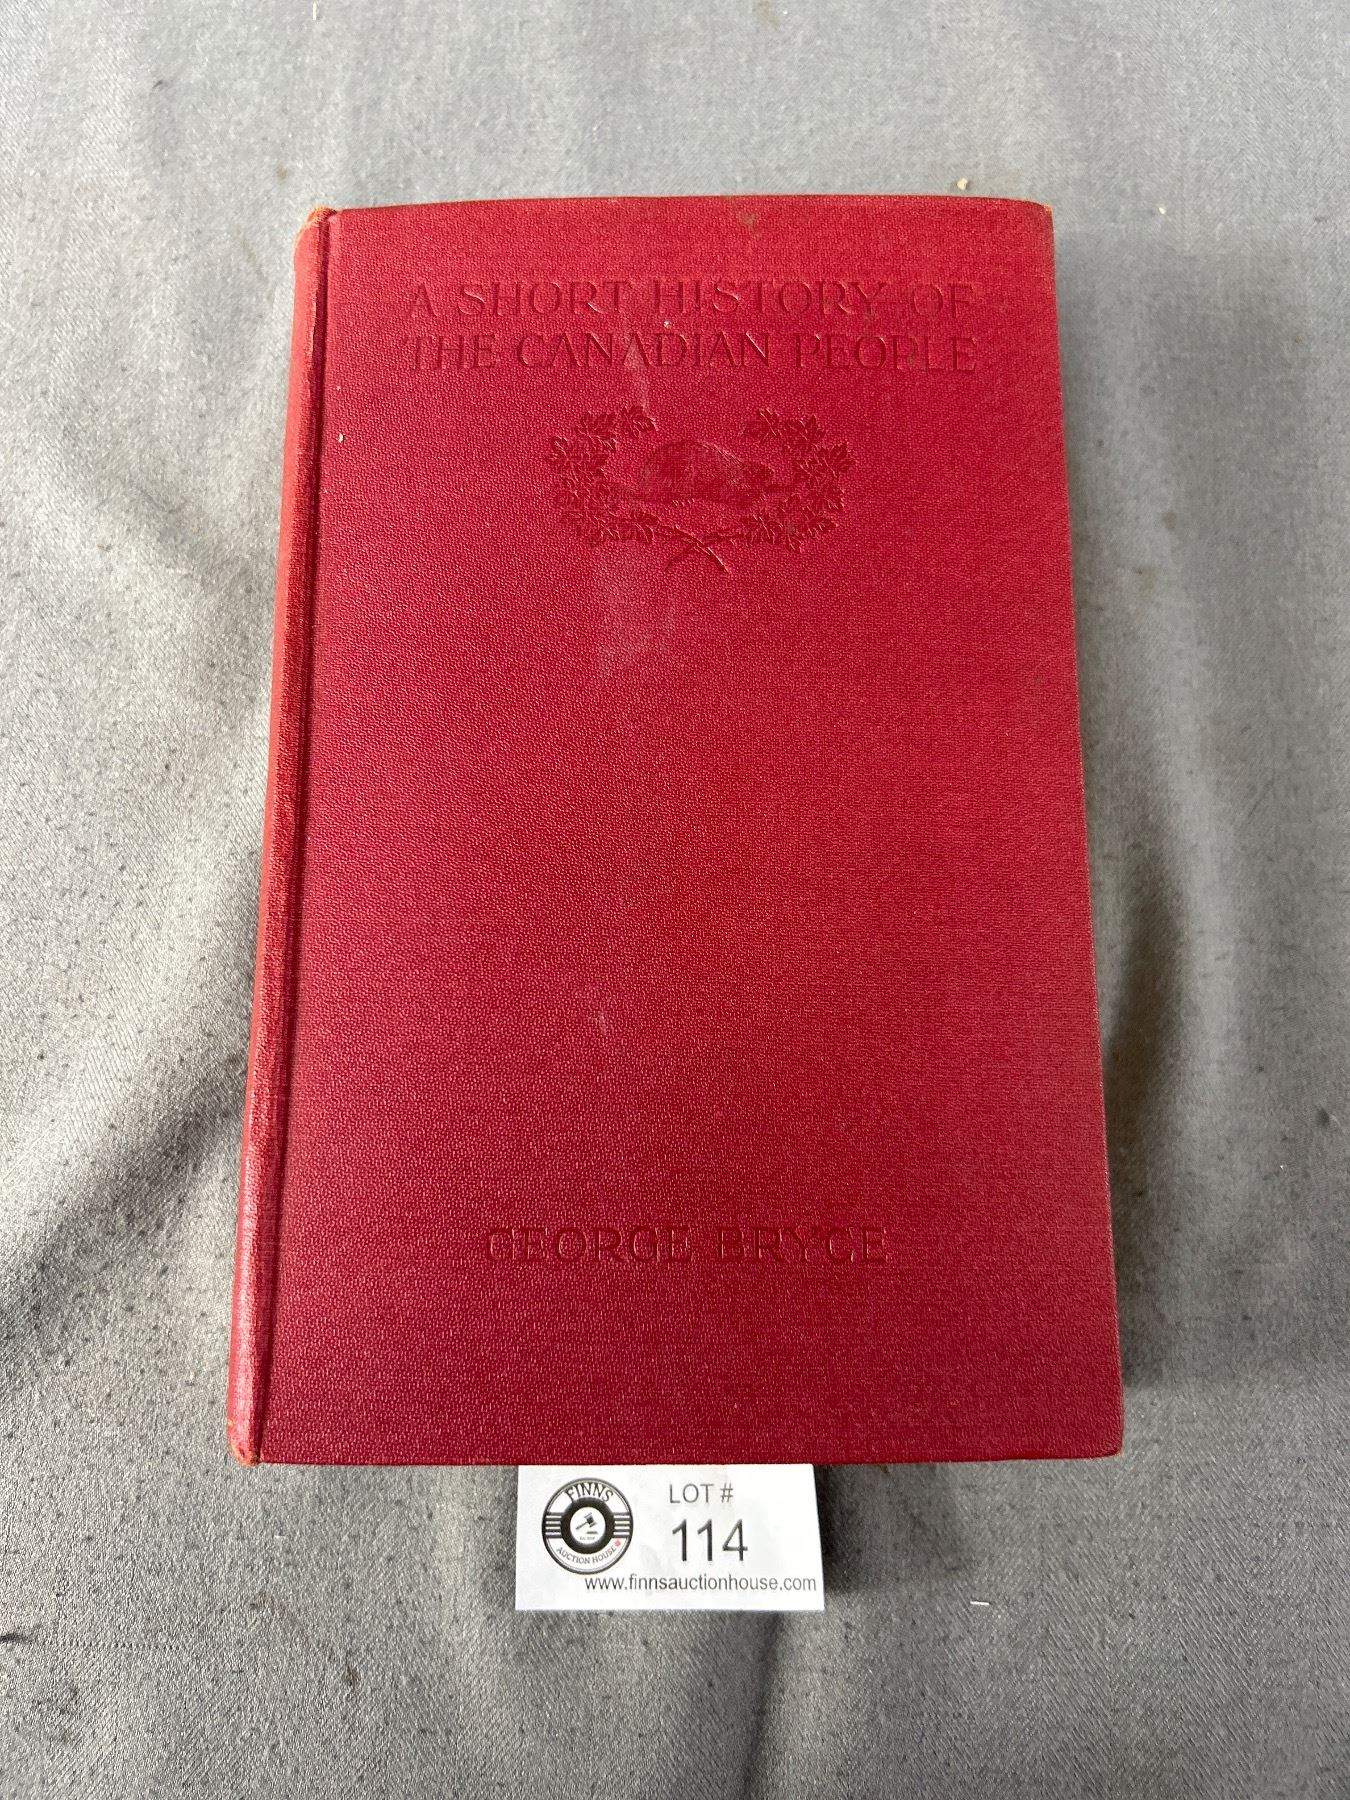 A SHORT HISTORY OF
THE CANADIAN PEOPLE
GEORGE BRYCE
FINNS
AUCTION HOUSE
LOT #
114
www.finnsauctionhouse.com